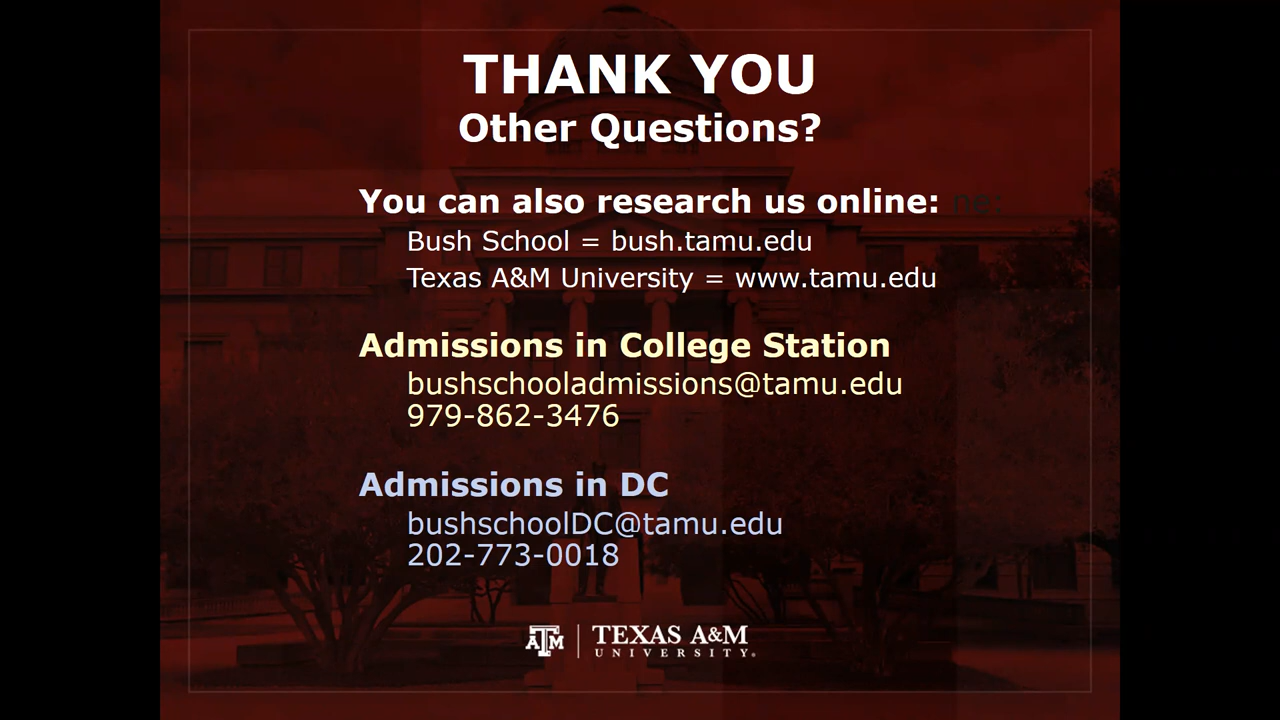 THANK YOU
Other Questions?
You can also research us online: ne:
Bush School = bush.tamu.edu
Texas A&M University = www.tamu.edu
Admissions in College Station
bushschooladmissions@tamu.edu
979-862-3476
Admissions in DC
bushschoolDC@tamu.edu
202-773-0018
ATM | TEXAS A&M
UNIVERSITY.